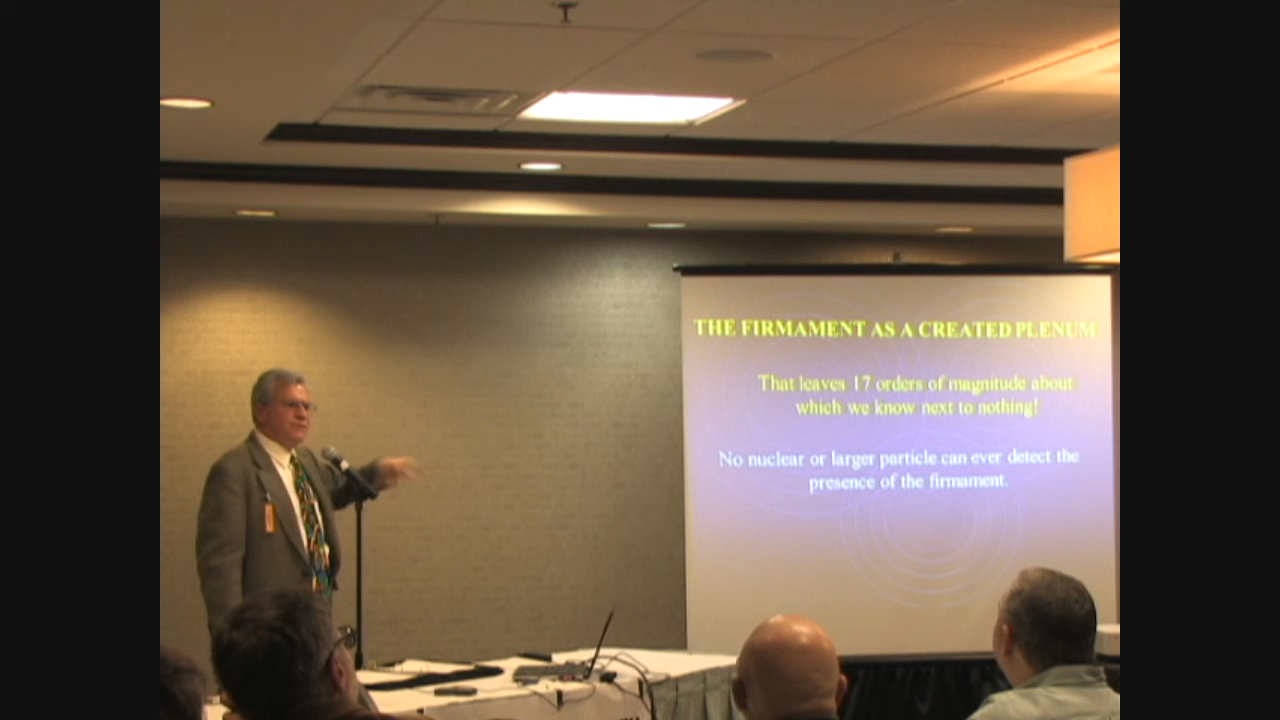 THE FIRMAMENT AS A CREATED PLENUM
That leaves 17 orders of magnitude about
which we know next to nothing!
No nuclear or larger particle can ever detect the
presence of the firmament.